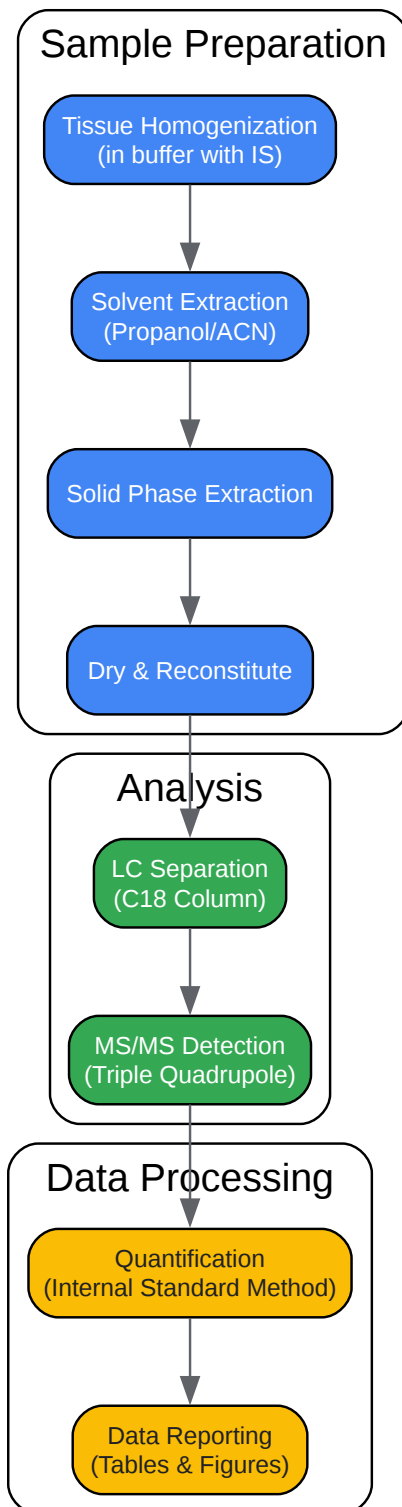 Sample Preparation
Tissue Homogenization
(in buffer with IS)
Solvent Extraction
(Propanol/ACN)
Solid Phase Extraction
Dry & Reconstitute
Analysis
LC Separation
(C18 Column)
MS/MS Detection
(Triple Quadrupole)
Data Processing
Quantification
(Internal Standard Method)
Data Reporting
(Tables & Figures)